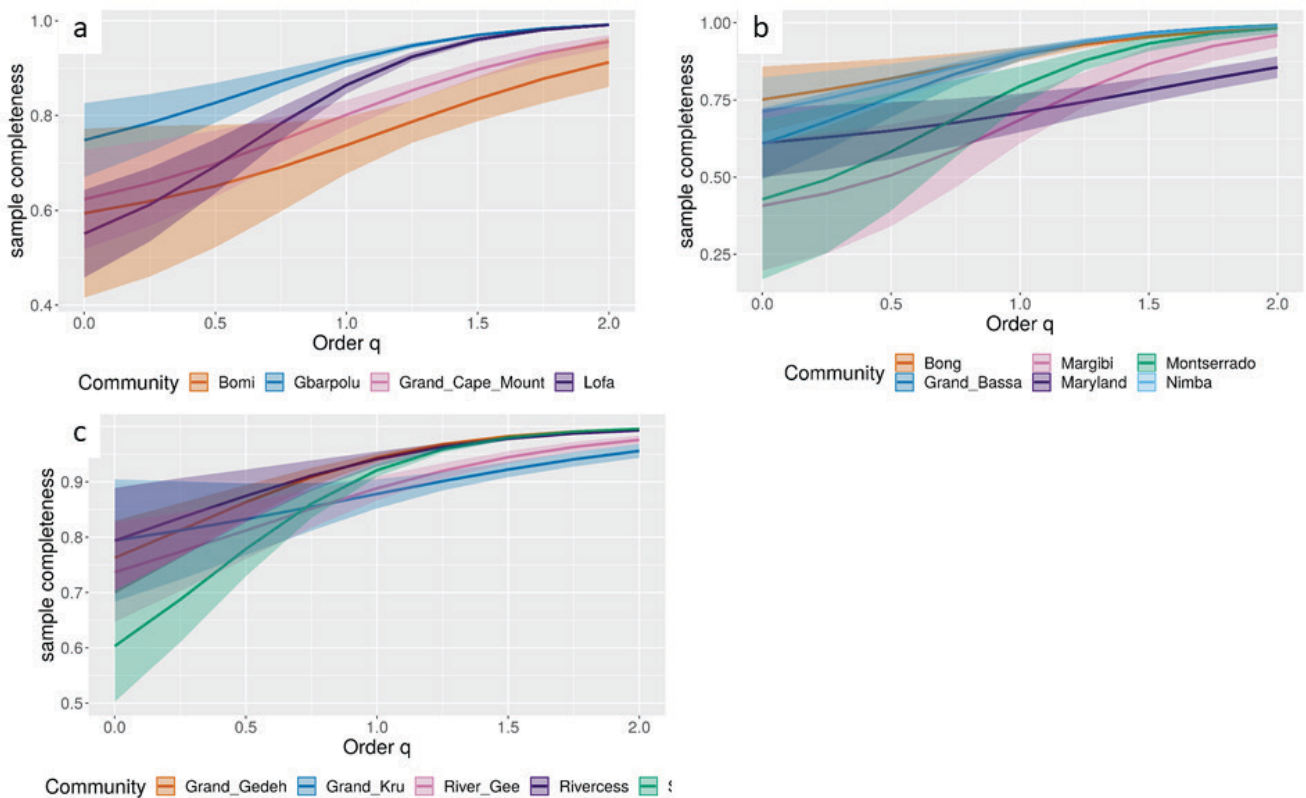 a
1.0
0.8
0.6
0.4
sample completeness
0.0 0.5 1.0 1.5 2.0
Order q
Community Bomi Gbarpolu Grand_Cape_Mount Lofa
b
1.00
0.75
0.50
0.25
sample completeness
0.0 0.5 1.0 1.5 2.0
Order q
Community
Bong Margibi Montserrado
Grand_Bassa Maryland Nimba
c
0.9
0.8
0.7
0.6
0.5
sample completeness
0.0 0.5 1.0 1.5 2.0
Order q
Community Grand_Gedeh Grand_Kru River_Gee Rivercess